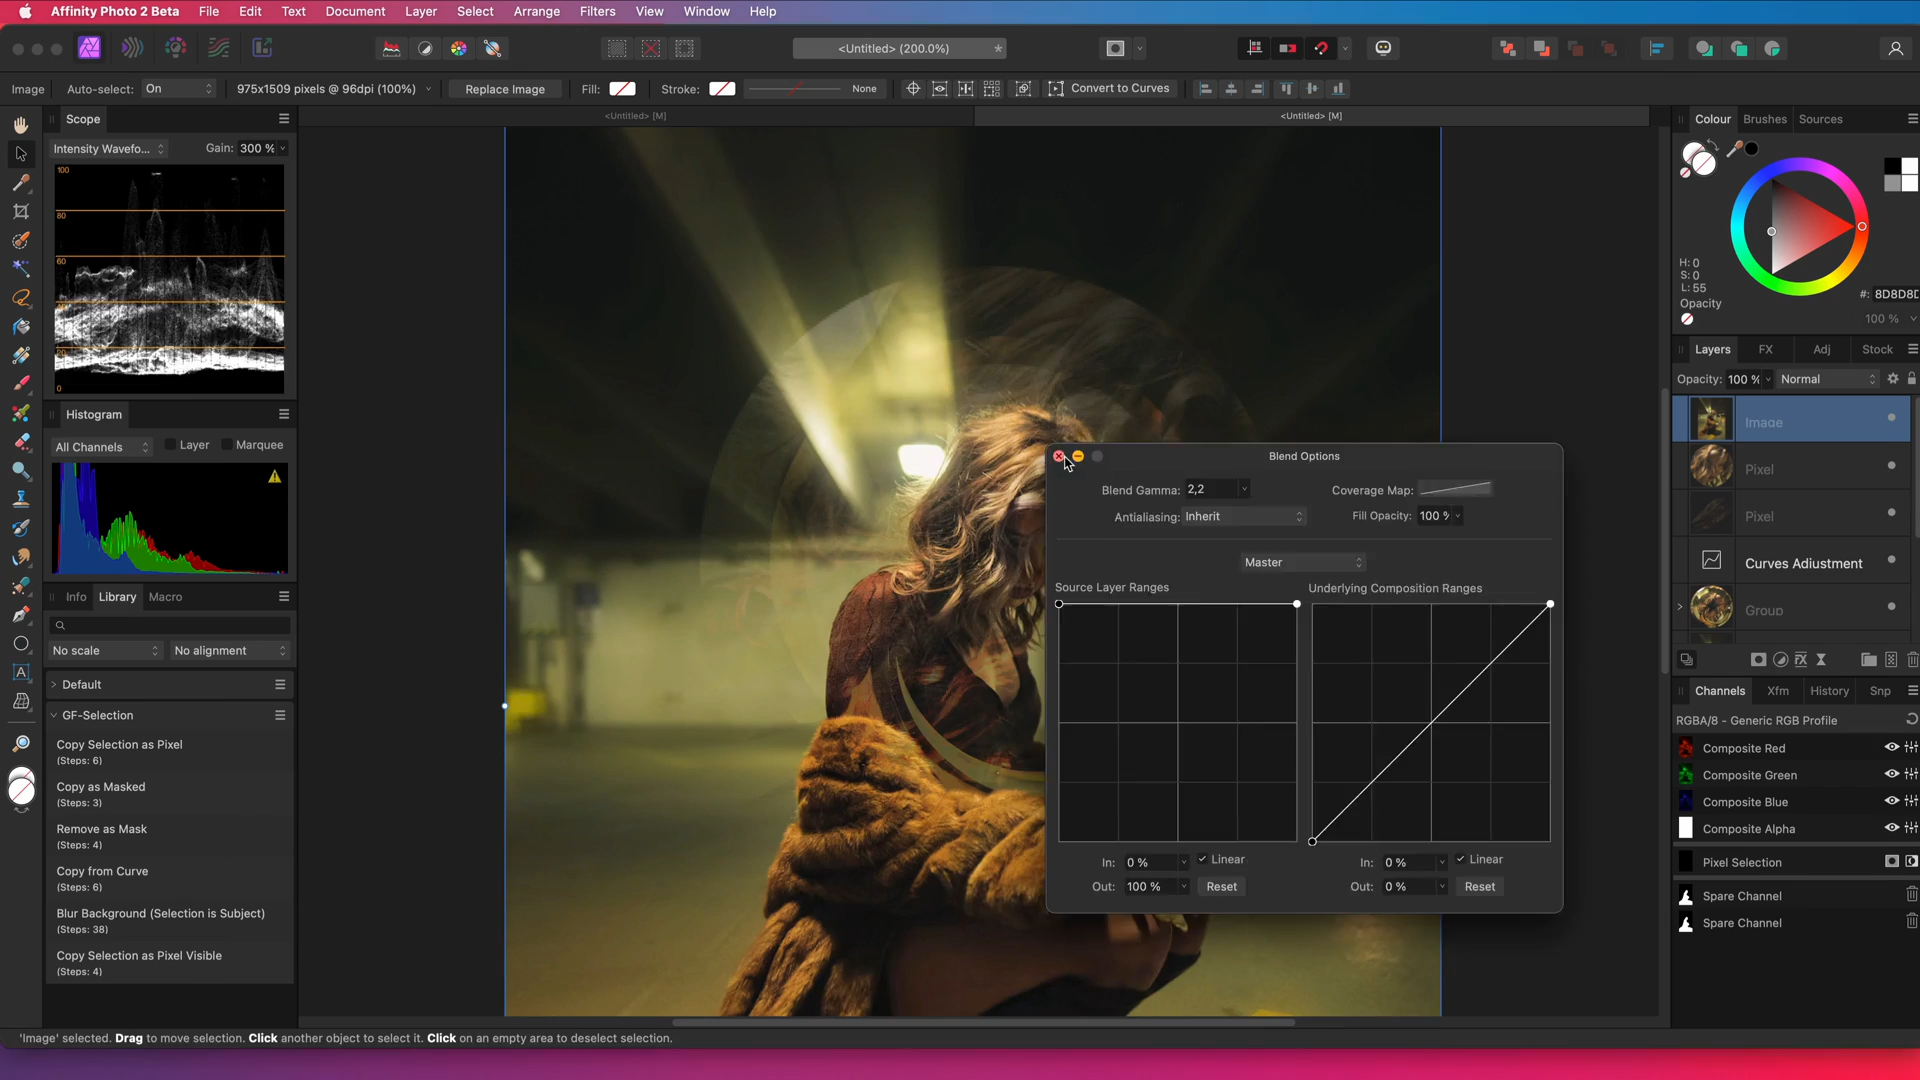 Affinity Photo 2 Beta File Edit Text Document Layer Select Arrange Filters View Window Help
<Untitled> (200.0%) *
Image Auto-select: On 975x1509 pixels @ 96dpi (100%) Replace Image Fill: Stroke: None Convert to Curves
Scope
<Untitled> [M]
<Untitled> [M]
Colour Brushes Sources
Intensity Wavefo... Gain: 300 %
100
80
60
20
0
H: 0
S: 0
L: 55
#: 8D8D8D
Opacity
100 %
Layers FX Adj Stock
Opacity: 100 % Normal
Image
Pixel
Pixel
Curves Adjustment
Group
Histogram
All Channels Layer Marquee
Info Library Macro
No scale No alignment
Default
GF-Selection
Copy Selection as Pixel
(Steps: 6)
Copy as Masked
(Steps: 3)
Remove as Mask
(Steps: 4)
Copy from Curve
(Steps: 6)
Blur Background (Selection is Subject)
(Steps: 38)
Copy Selection as Pixel Visible
(Steps: 4)
Blend Options
Blend Gamma: 2,2 Coverage Map:
Antialiasing: Inherit Fill Opacity: 100 %
Master
Source Layer Ranges Underlying Composition Ranges
In: 0 % Linear In: 0 % Linear
Out: 100 % Reset Out: 0 % Reset
Channels Xfm History Snp
RGBA/8 - Generic RGB Profile
Composite Red
Composite Green
Composite Blue
Composite Alpha
Pixel Selection
Spare Channel
Spare Channel
'Image' selected. Drag to move selection. Click another object to select it. Click on an empty area to deselect selection.